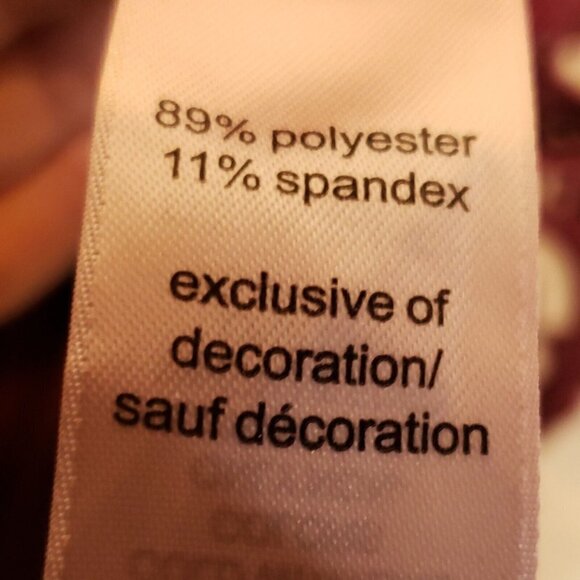 89% polyester
11% spandex
exclusive of
decoration/
sauf décoration